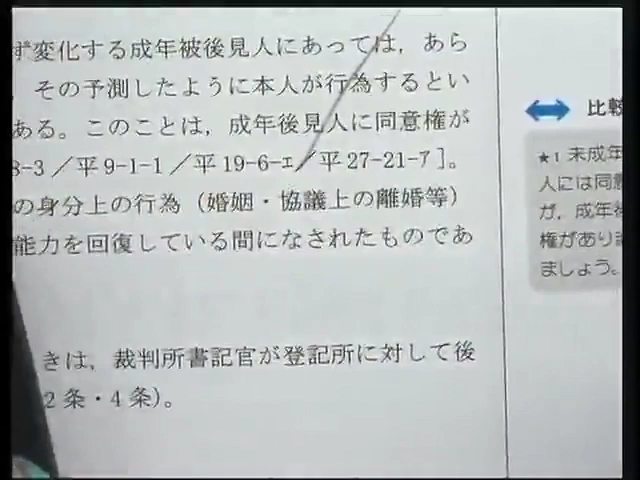 変化する成年被後見人にあっては，あら
その予測したように本人が行為するとい
ある。このことは，成年後見人に同意権が
8-3／平9-1-1／平19-6-エ／平27-21-ア］。
の身分上の行為（婚姻・協議上の離婚等）
能力を回復している間になされたものであ
きは，裁判所書記官が登記所に対して後
2条・4条）。
比較
★1 未成年
人には同意
が，成年後
権があり
ましょう。